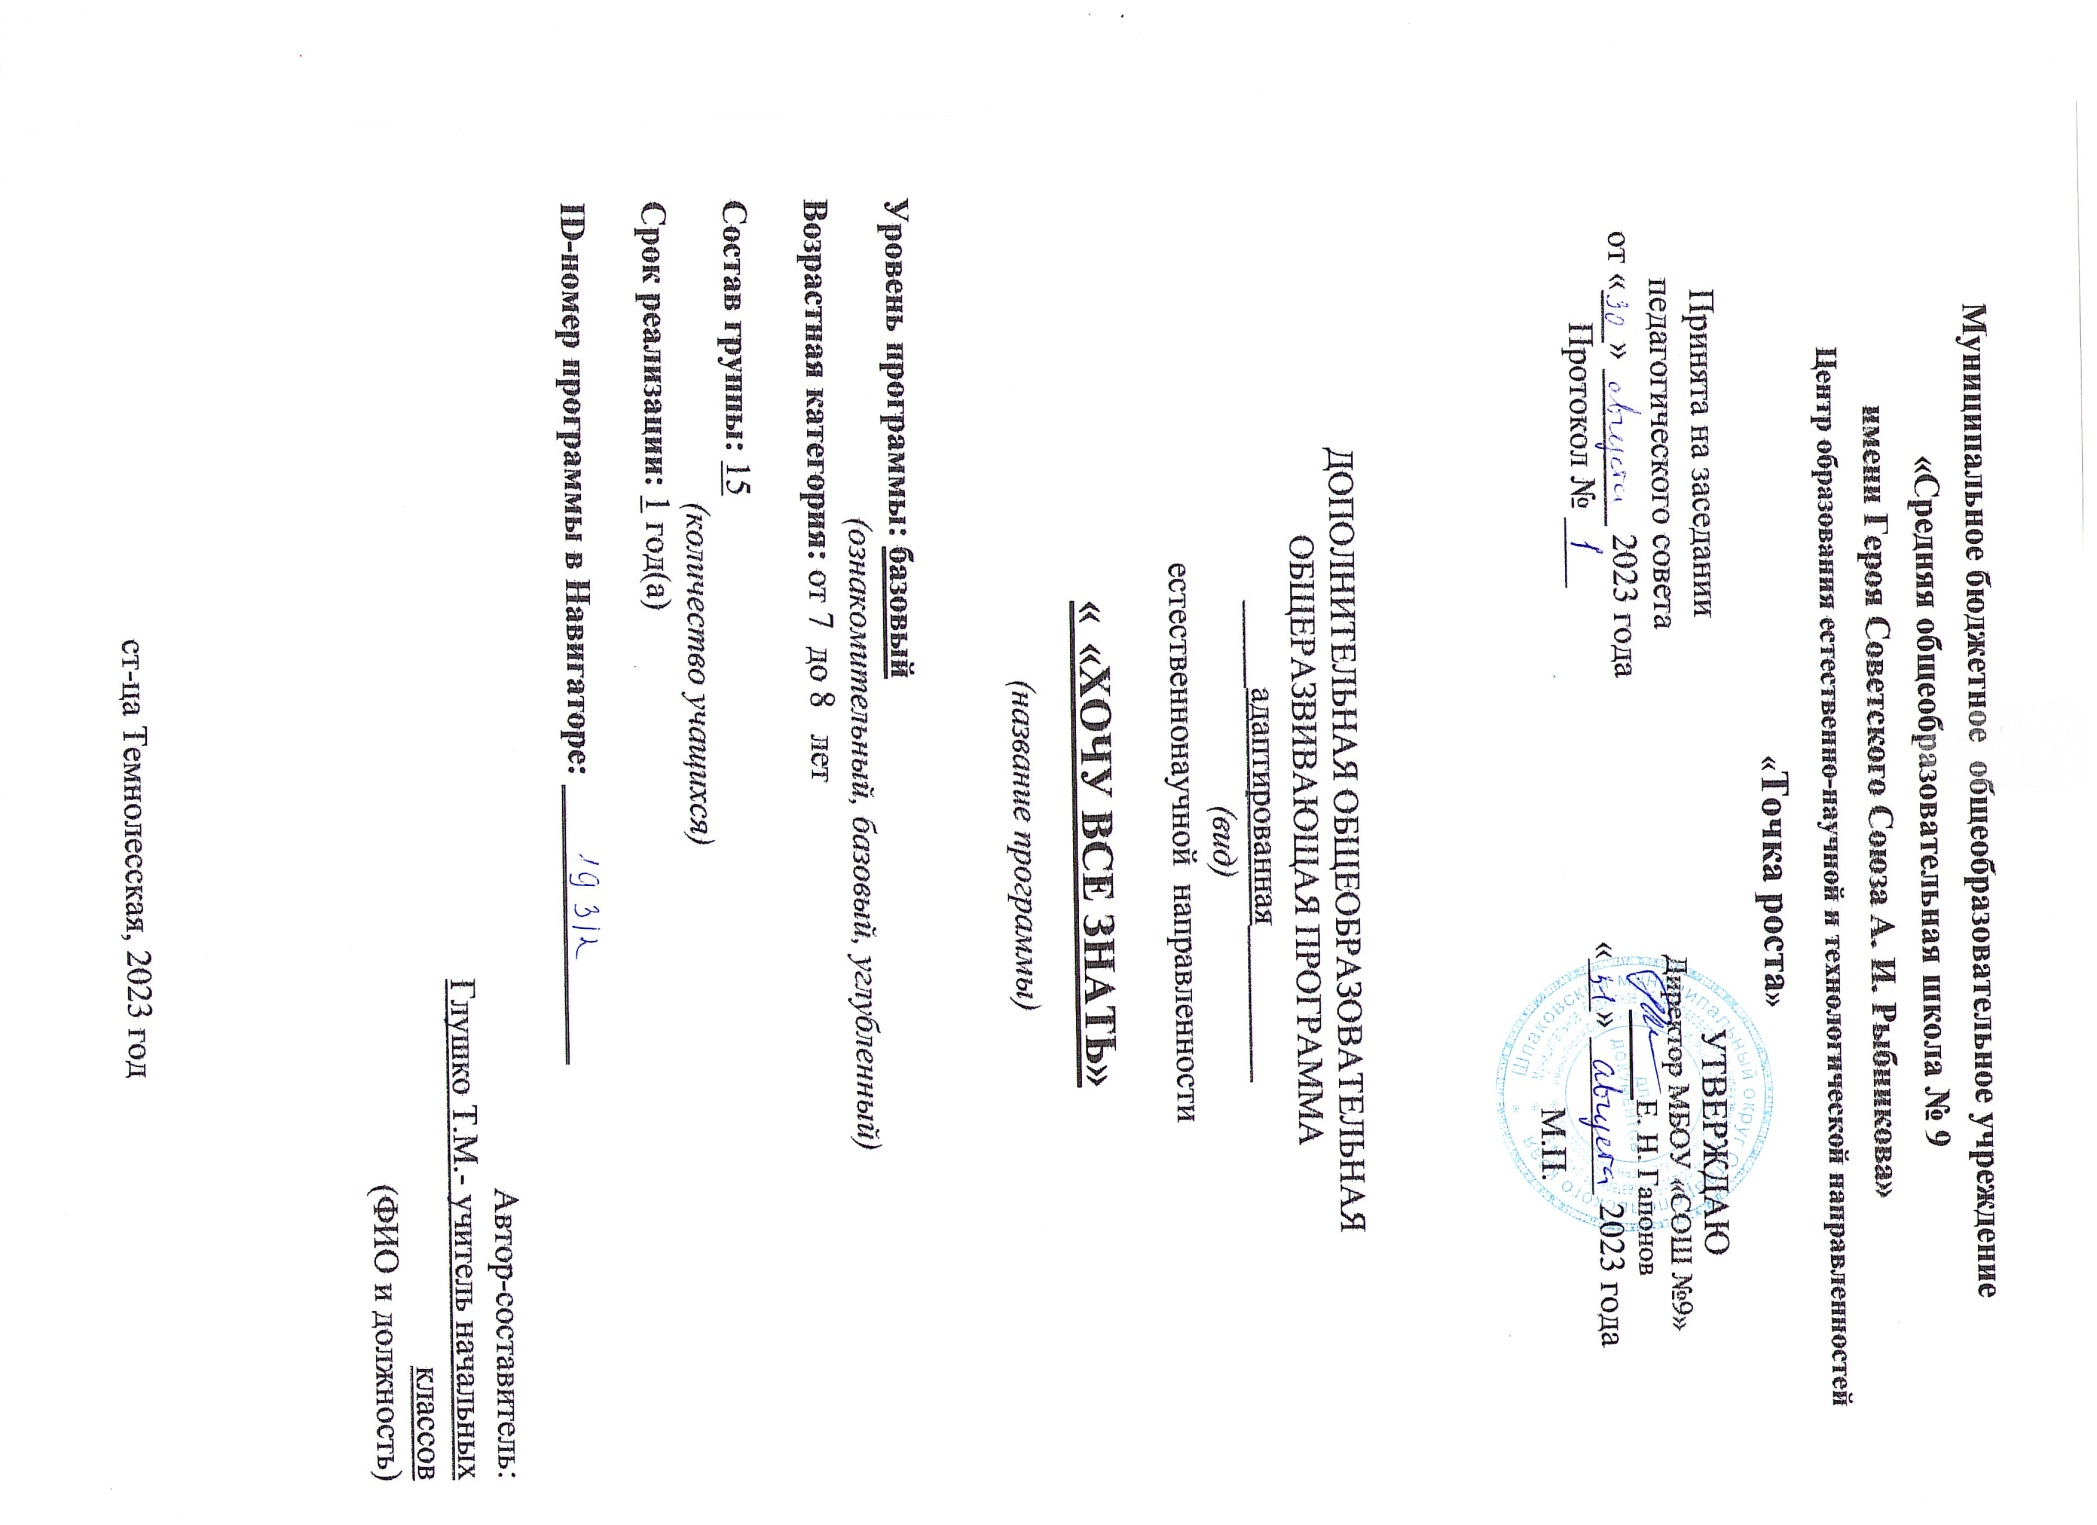 Муниципальное бюджетное общеобразовательное учреждение
«Средняя общеобразовательная школа № 9
имени Героя Советского Союза А. И. Рыбникова»
Центр образования естественно-научной и технологической направленностей
«Точка роста»
Принята на заседании
педагогического совета
от «30» августа 2023 года
Протокол № 1
УТВЕРЖДАЮ
Директор МБОУ «СОШ №9»
Е. Н. Гапонов
«31» августа 2023 года
М.П.
ДОПОЛНИТЕЛЬНАЯ ОБЩЕОБРАЗОВАТЕЛЬНАЯ
ОБЩЕРАЗВИВАЮЩАЯ ПРОГРАММА
адаптированная
(вид)
естественнонаучной направленности
« «ХОЧУ ВСЕ ЗНАТЬ»
(название программы)
Уровень программы: базовый
(ознакомительный, базовый, углубленный)
Возрастная категория: от 7 до 8 лет
Состав группы: 15
(количество учащихся)
Срок реализации: 1 год(а)
ID-номер программы в Навигаторе:
Автор-составитель:
Глушко Т.М.- учитель начальных
классов
(ФИО и должность)
ст-ца Темнолесская, 2023 год